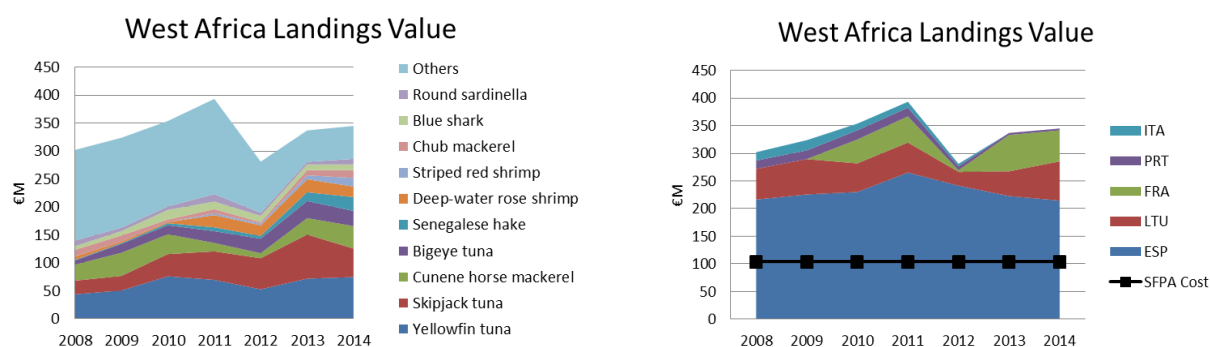 West Africa Landings Value
€M
450
400
350
300
250
200
150
100
50
0
2008 2009 2010 2011 2012 2013 2014
Others
Round sardinella
Blue shark
Chub mackerel
Striped red shrimp
Deep-water rose shrimp
Senegalese hake
Bigeye tuna
Cunene horse mackerel
Skipjack tuna
Yellowfin tuna
West Africa Landings Value
€M
450
400
350
300
250
200
150
100
50
0
2008 2009 2010 2011 2012 2013 2014
ITA
PRT
FRA
LTU
ESP
SFPA Cost